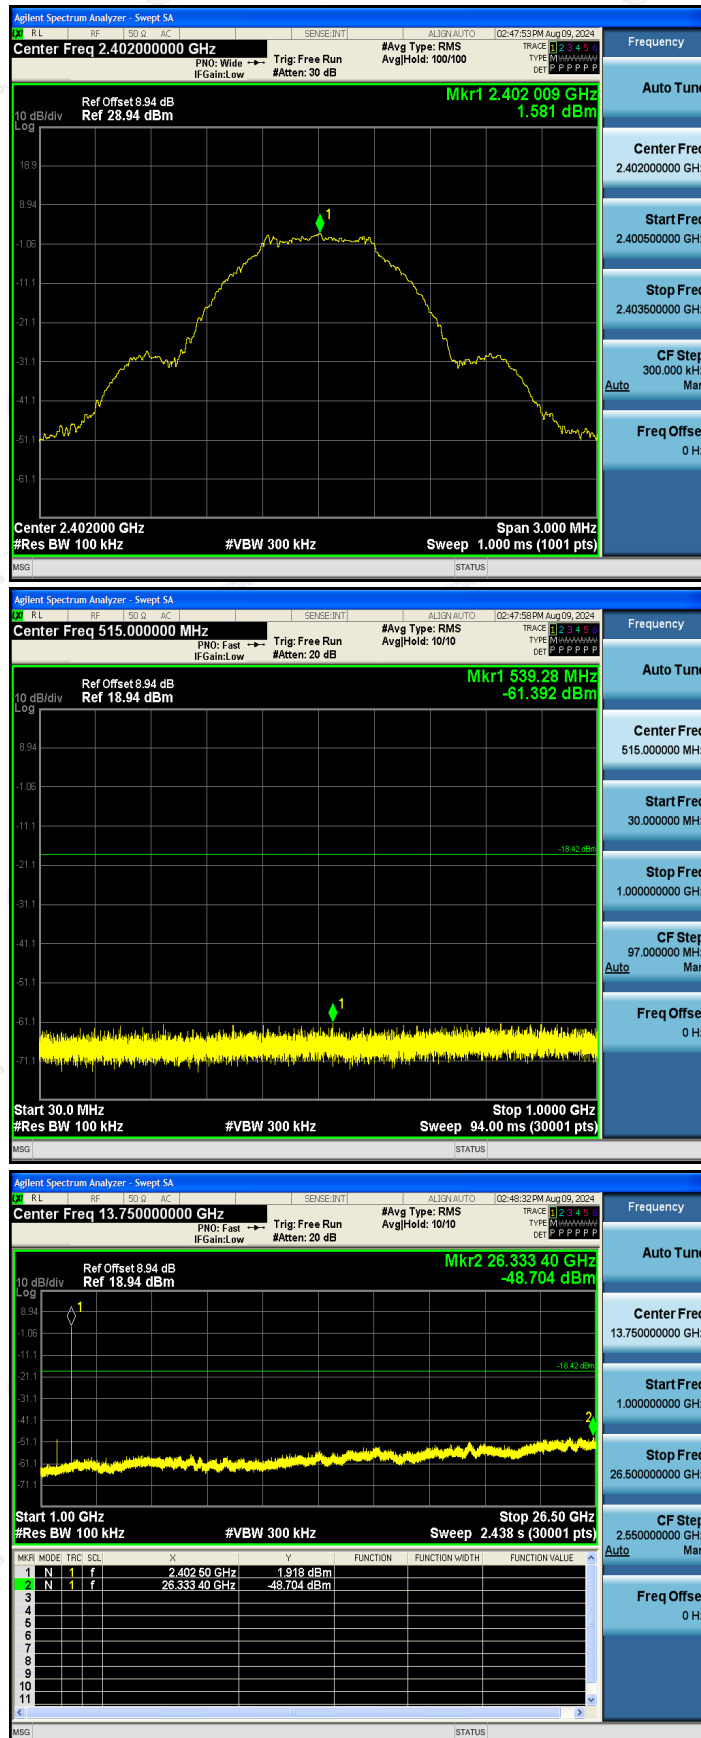 Agilent Spectrum Analyzer - Swept SA
LXI RL RF 50 Ω AC SENSE:INT ALIGNAUTO 02:47:53PM Aug 09, 2024
Center Freq 2.402000000 GHz #Avg Type: RMS TRACE 1 2 3 4 5 6
PNO: Wide Trig: Free Run Avg|Hold: 100/100 TYPE M
IFGain:Low #Atten: 30 dB DET P P P P P P
Frequency
Mkr1 2.402 009 GHz
1.581 dBm
Ref Offset 8.94 dB
10 dB/div Ref 28.94 dBm
Log
18.9
8.94
-1.06
-11.1
-21.1
-31.1
-41.1
-51.1
-61.1
1
Center 2.402000 GHz Span 3.000 MHz
#Res BW 100 kHz #VBW 300 kHz Sweep 1.000 ms (1001 pts)
Auto Tune
Center Freq
2.402000000 GHz
Start Freq
2.400500000 GHz
Stop Freq
2.403500000 GHz
CF Step
300.000 kHz
Auto Man
Freq Offset
0 Hz
MSG STATUS
Agilent Spectrum Analyzer - Swept SA
LXI RL RF 50 Ω AC SENSE:INT ALIGNAUTO 02:47:58PM Aug 09, 2024
Center Freq 515.000000 MHz #Avg Type: RMS TRACE 1 2 3 4 5 6
PNO: Fast Trig: Free Run Avg|Hold: 10/10 TYPE M
IFGain:Low #Atten: 20 dB DET P P P P P P
Frequency
Mkr1 539.28 MHz
-61.392 dBm
Ref Offset 8.94 dB
10 dB/div Ref 18.94 dBm
Log
8.94
-1.06
-11.1
-21.1
-31.1
-41.1
-51.1
-61.1
-71.1
-18.42 dBm
1
Start 30.0 MHz Stop 1.0000 GHz
#Res BW 100 kHz #VBW 300 kHz Sweep 94.00 ms (30001 pts)
Auto Tune
Center Freq
515.000000 MHz
Start Freq
30.000000 MHz
Stop Freq
1.000000000 GHz
CF Step
97.000000 MHz
Auto Man
Freq Offset
0 Hz
MSG STATUS
Agilent Spectrum Analyzer - Swept SA
LXI RL RF 50 Ω AC SENSE:INT ALIGNAUTO 02:48:32PM Aug 09, 2024
Center Freq 13.750000000 GHz #Avg Type: RMS TRACE 1 2 3 4 5 6
PNO: Fast Trig: Free Run Avg|Hold: 10/10 TYPE M
IFGain:Low #Atten: 20 dB DET P P P P P P
Frequency
Mkr2 26.333 40 GHz
-48.704 dBm
Ref Offset 8.94 dB
10 dB/div Ref 18.94 dBm
Log
8.94
-1.06
-11.1
-21.1
-31.1
-41.1
-51.1
-61.1
-71.1
1
-18.42 dBm
2
Start 1.00 GHz Stop 26.50 GHz
#Res BW 100 kHz #VBW 300 kHz Sweep 2.438 s (30001 pts)
MKR MODE TRC SCL X Y FUNCTION FUNCTION WIDTH FUNCTION VALUE
1 N 1 f 2.402 50 GHz 1.918 dBm
2 N 1 f 26.333 40 GHz -48.704 dBm
3
4
5
6
7
8
9
10
11
Auto Tune
Center Freq
13.750000000 GHz
Start Freq
1.000000000 GHz
Stop Freq
26.500000000 GHz
CF Step
2.550000000 GHz
Auto Man
Freq Offset
0 Hz
MSG STATUS